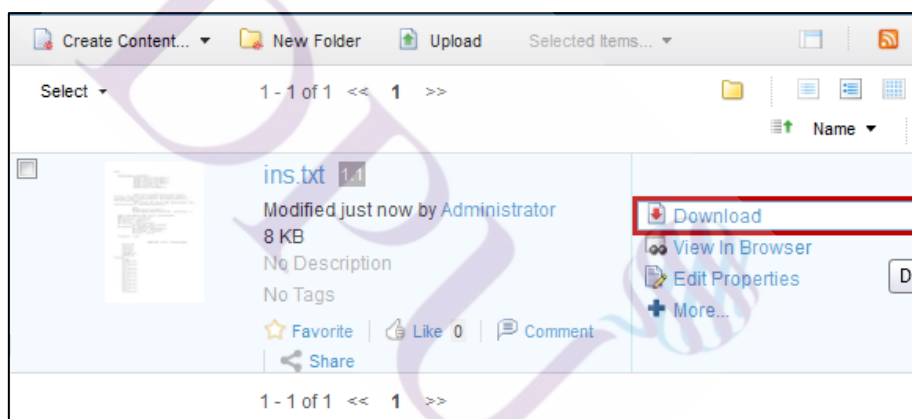 Create Content... New Folder Upload Selected Items...
Select 1 - 1 of 1 << 1 >>
Name
ins.txt 1.1
Modified just now by Administrator
8 KB
No Description
No Tags
Favorite Like 0 Comment
Share
Download
View In Browser
Edit Properties
More...
D
1 - 1 of 1 << 1 >>
DPU